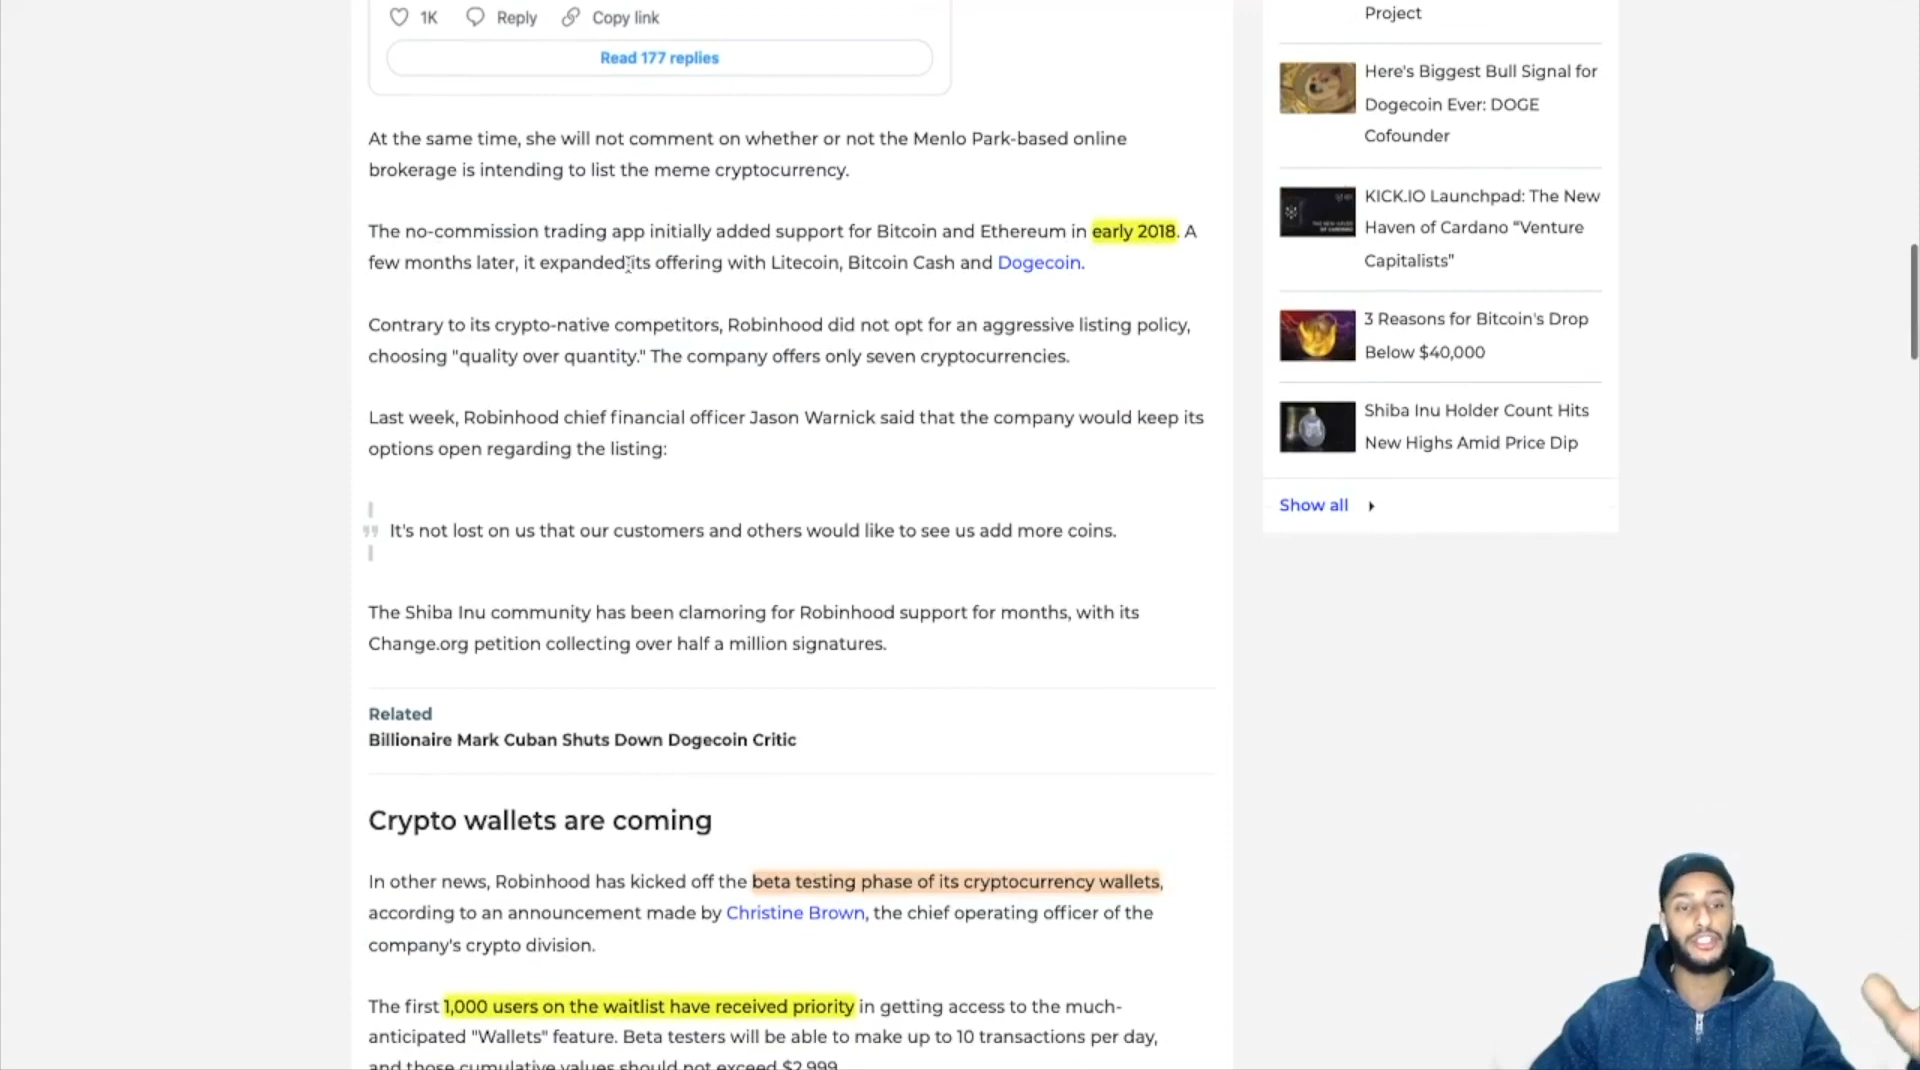 1K Reply Copy link
Read 177 replies
At the same time, she will not comment on whether or not the Menlo Park-based online
brokerage is intending to list the meme cryptocurrency.
The no-commission trading app initially added support for Bitcoin and Ethereum in early 2018. A
few months later, it expanded its offering with Litecoin, Bitcoin Cash and Dogecoin.
Contrary to its crypto-native competitors, Robinhood did not opt for an aggressive listing policy,
choosing "quality over quantity." The company offers only seven cryptocurrencies.
Last week, Robinhood chief financial officer Jason Warnick said that the company would keep its
options open regarding the listing:
" It's not lost on us that our customers and others would like to see us add more coins.
The Shiba Inu community has been clamoring for Robinhood support for months, with its
Change.org petition collecting over half a million signatures.
Related
Billionaire Mark Cuban Shuts Down Dogecoin Critic
Crypto wallets are coming
In other news, Robinhood has kicked off the beta testing phase of its cryptocurrency wallets,
according to an announcement made by Christine Brown, the chief operating officer of the
company's crypto division.
The first 1,000 users on the waitlist have received priority in getting access to the much-
anticipated "Wallets" feature. Beta testers will be able to make up to 10 transactions per day,
and those cumulative values should not exceed $2,999
Project
Here's Biggest Bull Signal for
Dogecoin Ever: DOGE
Cofounder
KICK.IO Launchpad: The New
Haven of Cardano “Venture
Capitalists”
3 Reasons for Bitcoin's Drop
Below $40,000
Shiba Inu Holder Count Hits
New Highs Amid Price Dip
Show all